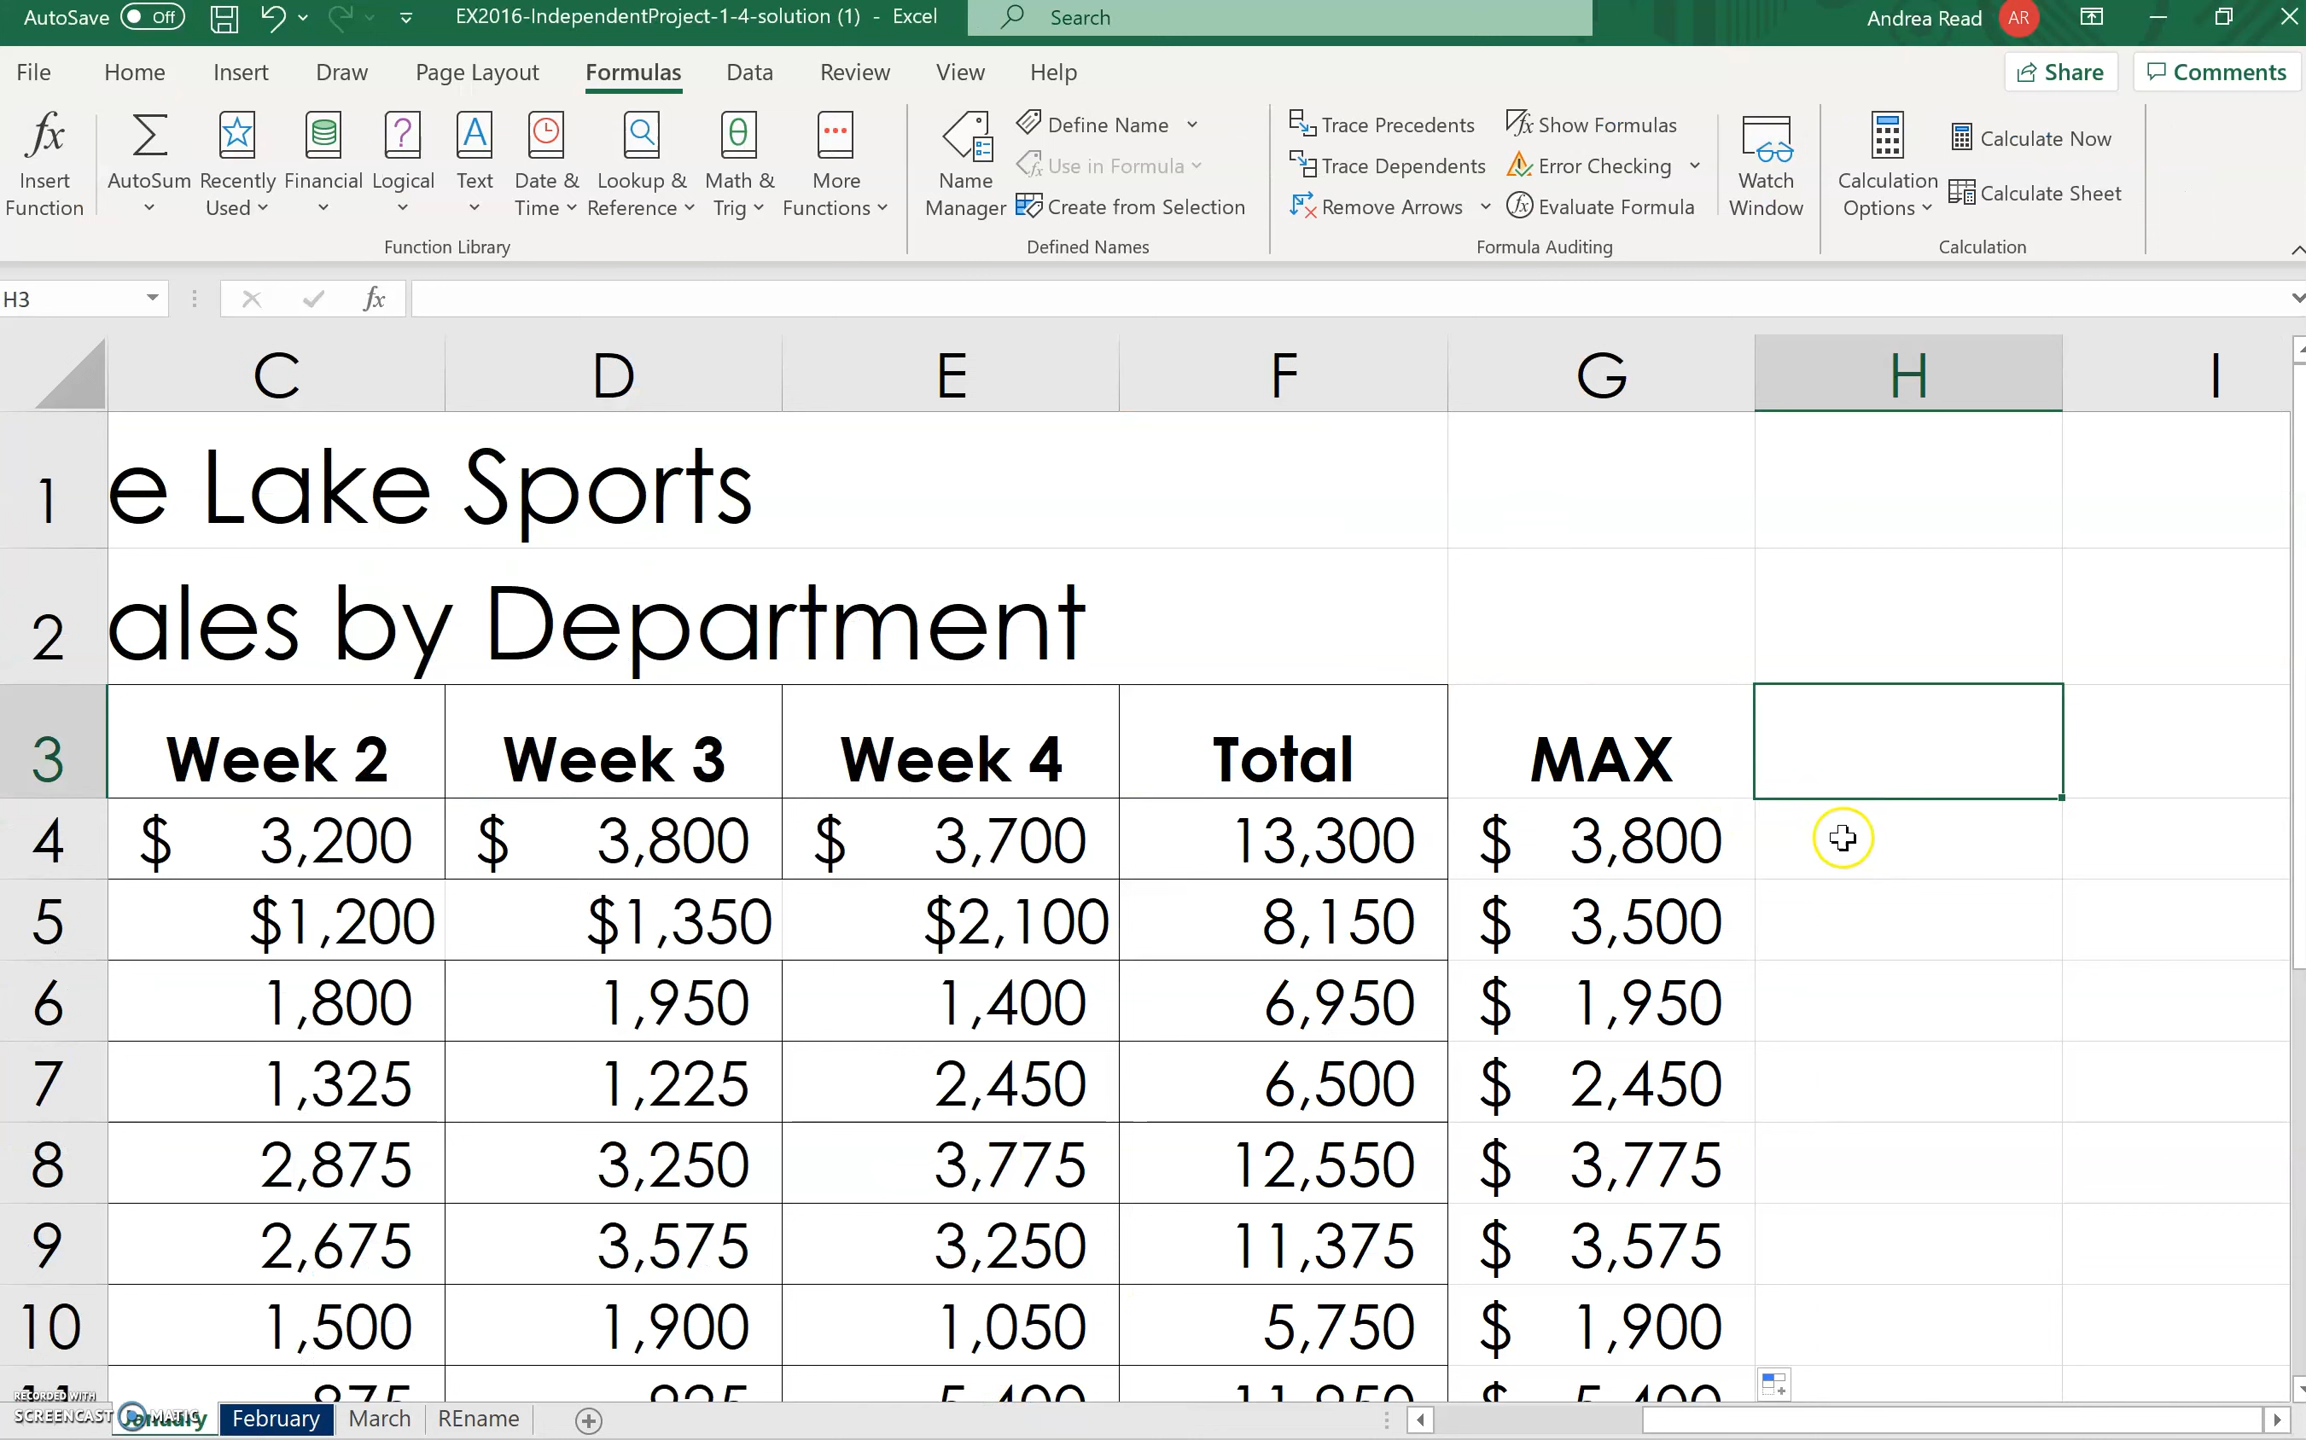 AutoSave Off EX2016-IndependentProject-1-4-solution (1) - Excel Search Andrea Read AR
File Home Insert Draw Page Layout Formulas Data Review View Help Share Comments
Insert Function AutoSum Recently Used Financial Logical Text Date & Time Lookup & Reference Math & Trig More Functions
Function Library
Name Manager Define Name Use in Formula Create from Selection
Defined Names
Trace Precedents Show Formulas
Trace Dependents Error Checking
Remove Arrows Evaluate Formula
Formula Auditing
Watch Window
Calculation Options Calculate Now
Calculate Sheet
Calculation
H3 fx
C D E F G H I
1 e Lake Sports
2 ales by Department
3 Week 2 Week 3 Week 4 Total MAX
4 $ 3,200 $ 3,800 $ 3,700 13,300 $ 3,800
5 $1,200 $1,350 $2,100 8,150 $ 3,500
6 1,800 1,950 1,400 6,950 $ 1,950
7 1,325 1,225 2,450 6,500 $ 2,450
8 2,875 3,250 3,775 12,550 $ 3,775
9 2,675 3,575 3,250 11,375 $ 3,575
10 1,500 1,900 1,050 5,750 $ 1,900
RECORDED WITH
SCREENCAST MATIC
January February March REname